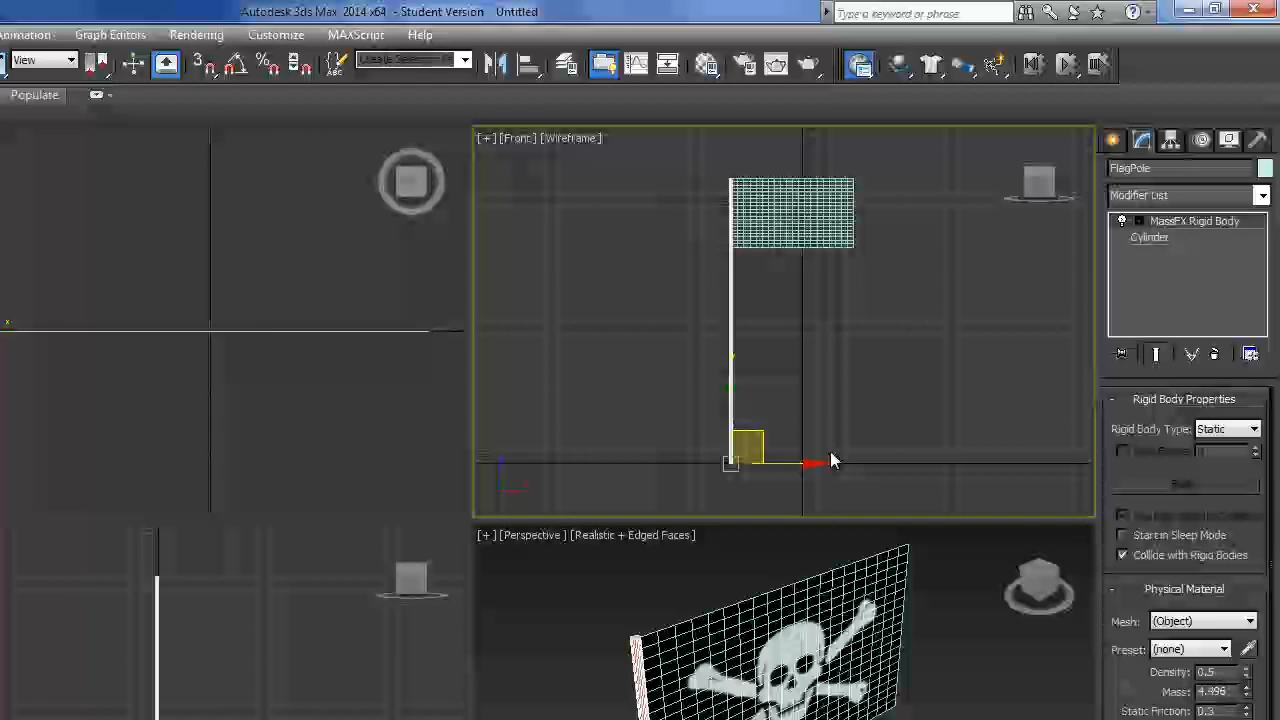 Autodesk 3ds Max 2014 x64 - Student Version Untitled
Type a keyword or phrase
Animation Graph Editors Rendering Customize MAXScript Help
View
ABC
Populate
[+] [Front] [Wireframe]
FlagPole
Modifier List
MassFX Rigid Body
Cylinder
x
Rigid Body Properties
Rigid Body Type: Static
Start in Sleep Mode
Collide with Rigid Bodies
[+] [Perspective] [Realistic + Edged Faces]
Physical Material
Mesh: (Object)
Preset: (none)
Density: 0.5
Mass: 4.496
Static Friction: 0.3